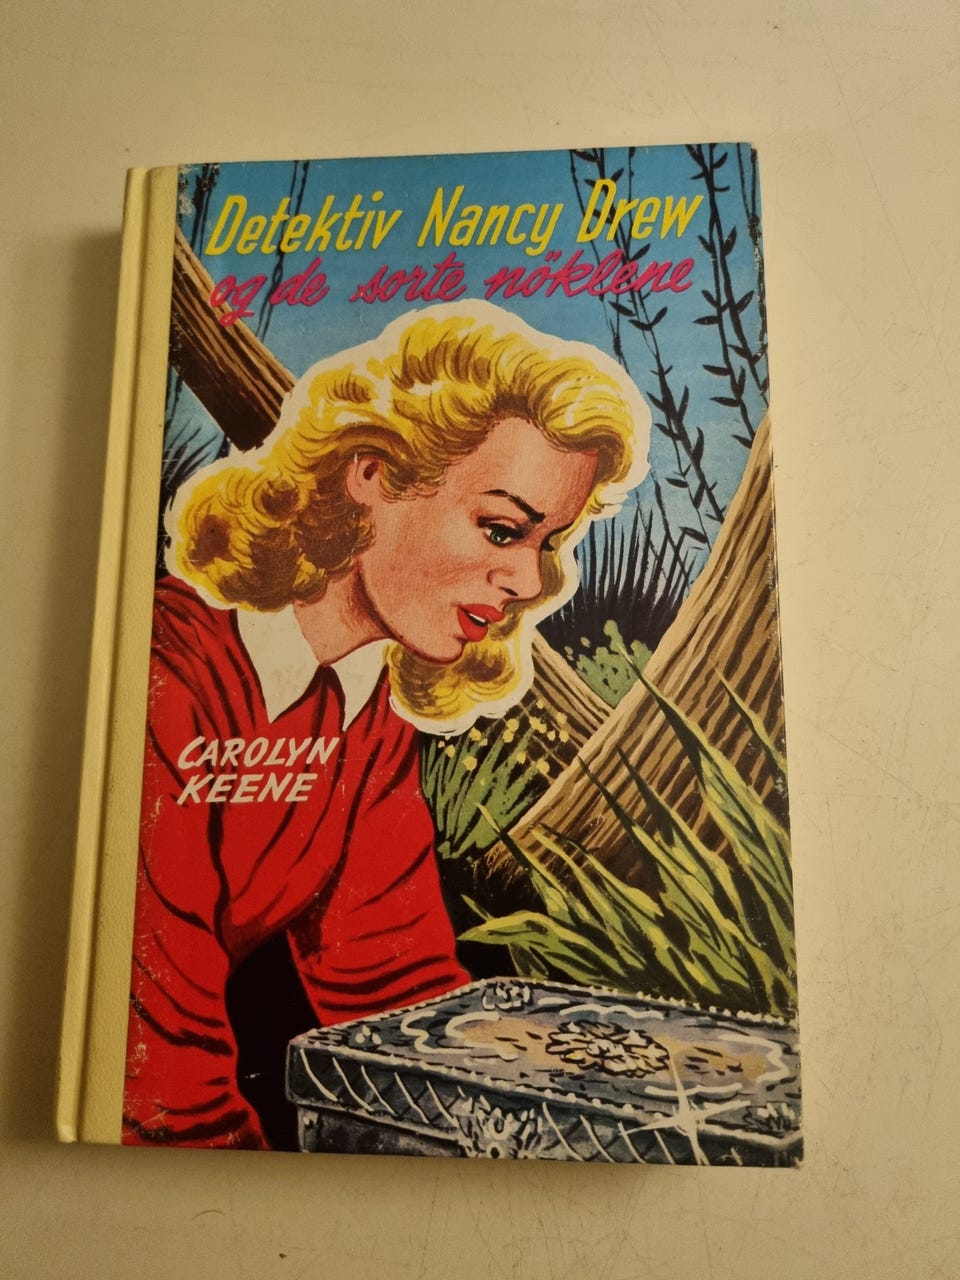 Detektiv Nancy Drew
og de sorte nöklene
CAROLYN
KEENE